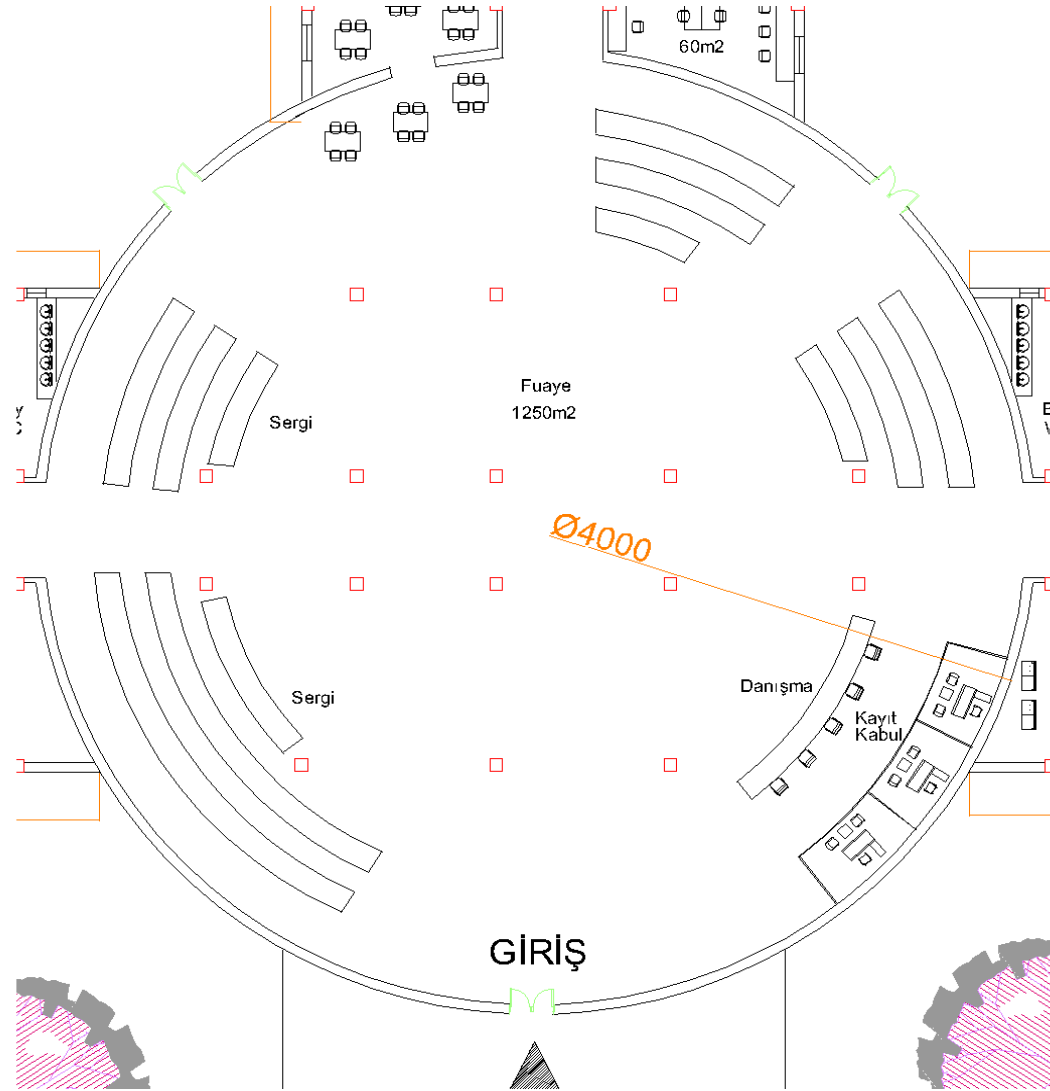 60m2
Fuaye
1250m2
Sergi
Ø4000
Sergi
Danışma
Kayıt
Kabul
GİRİŞ